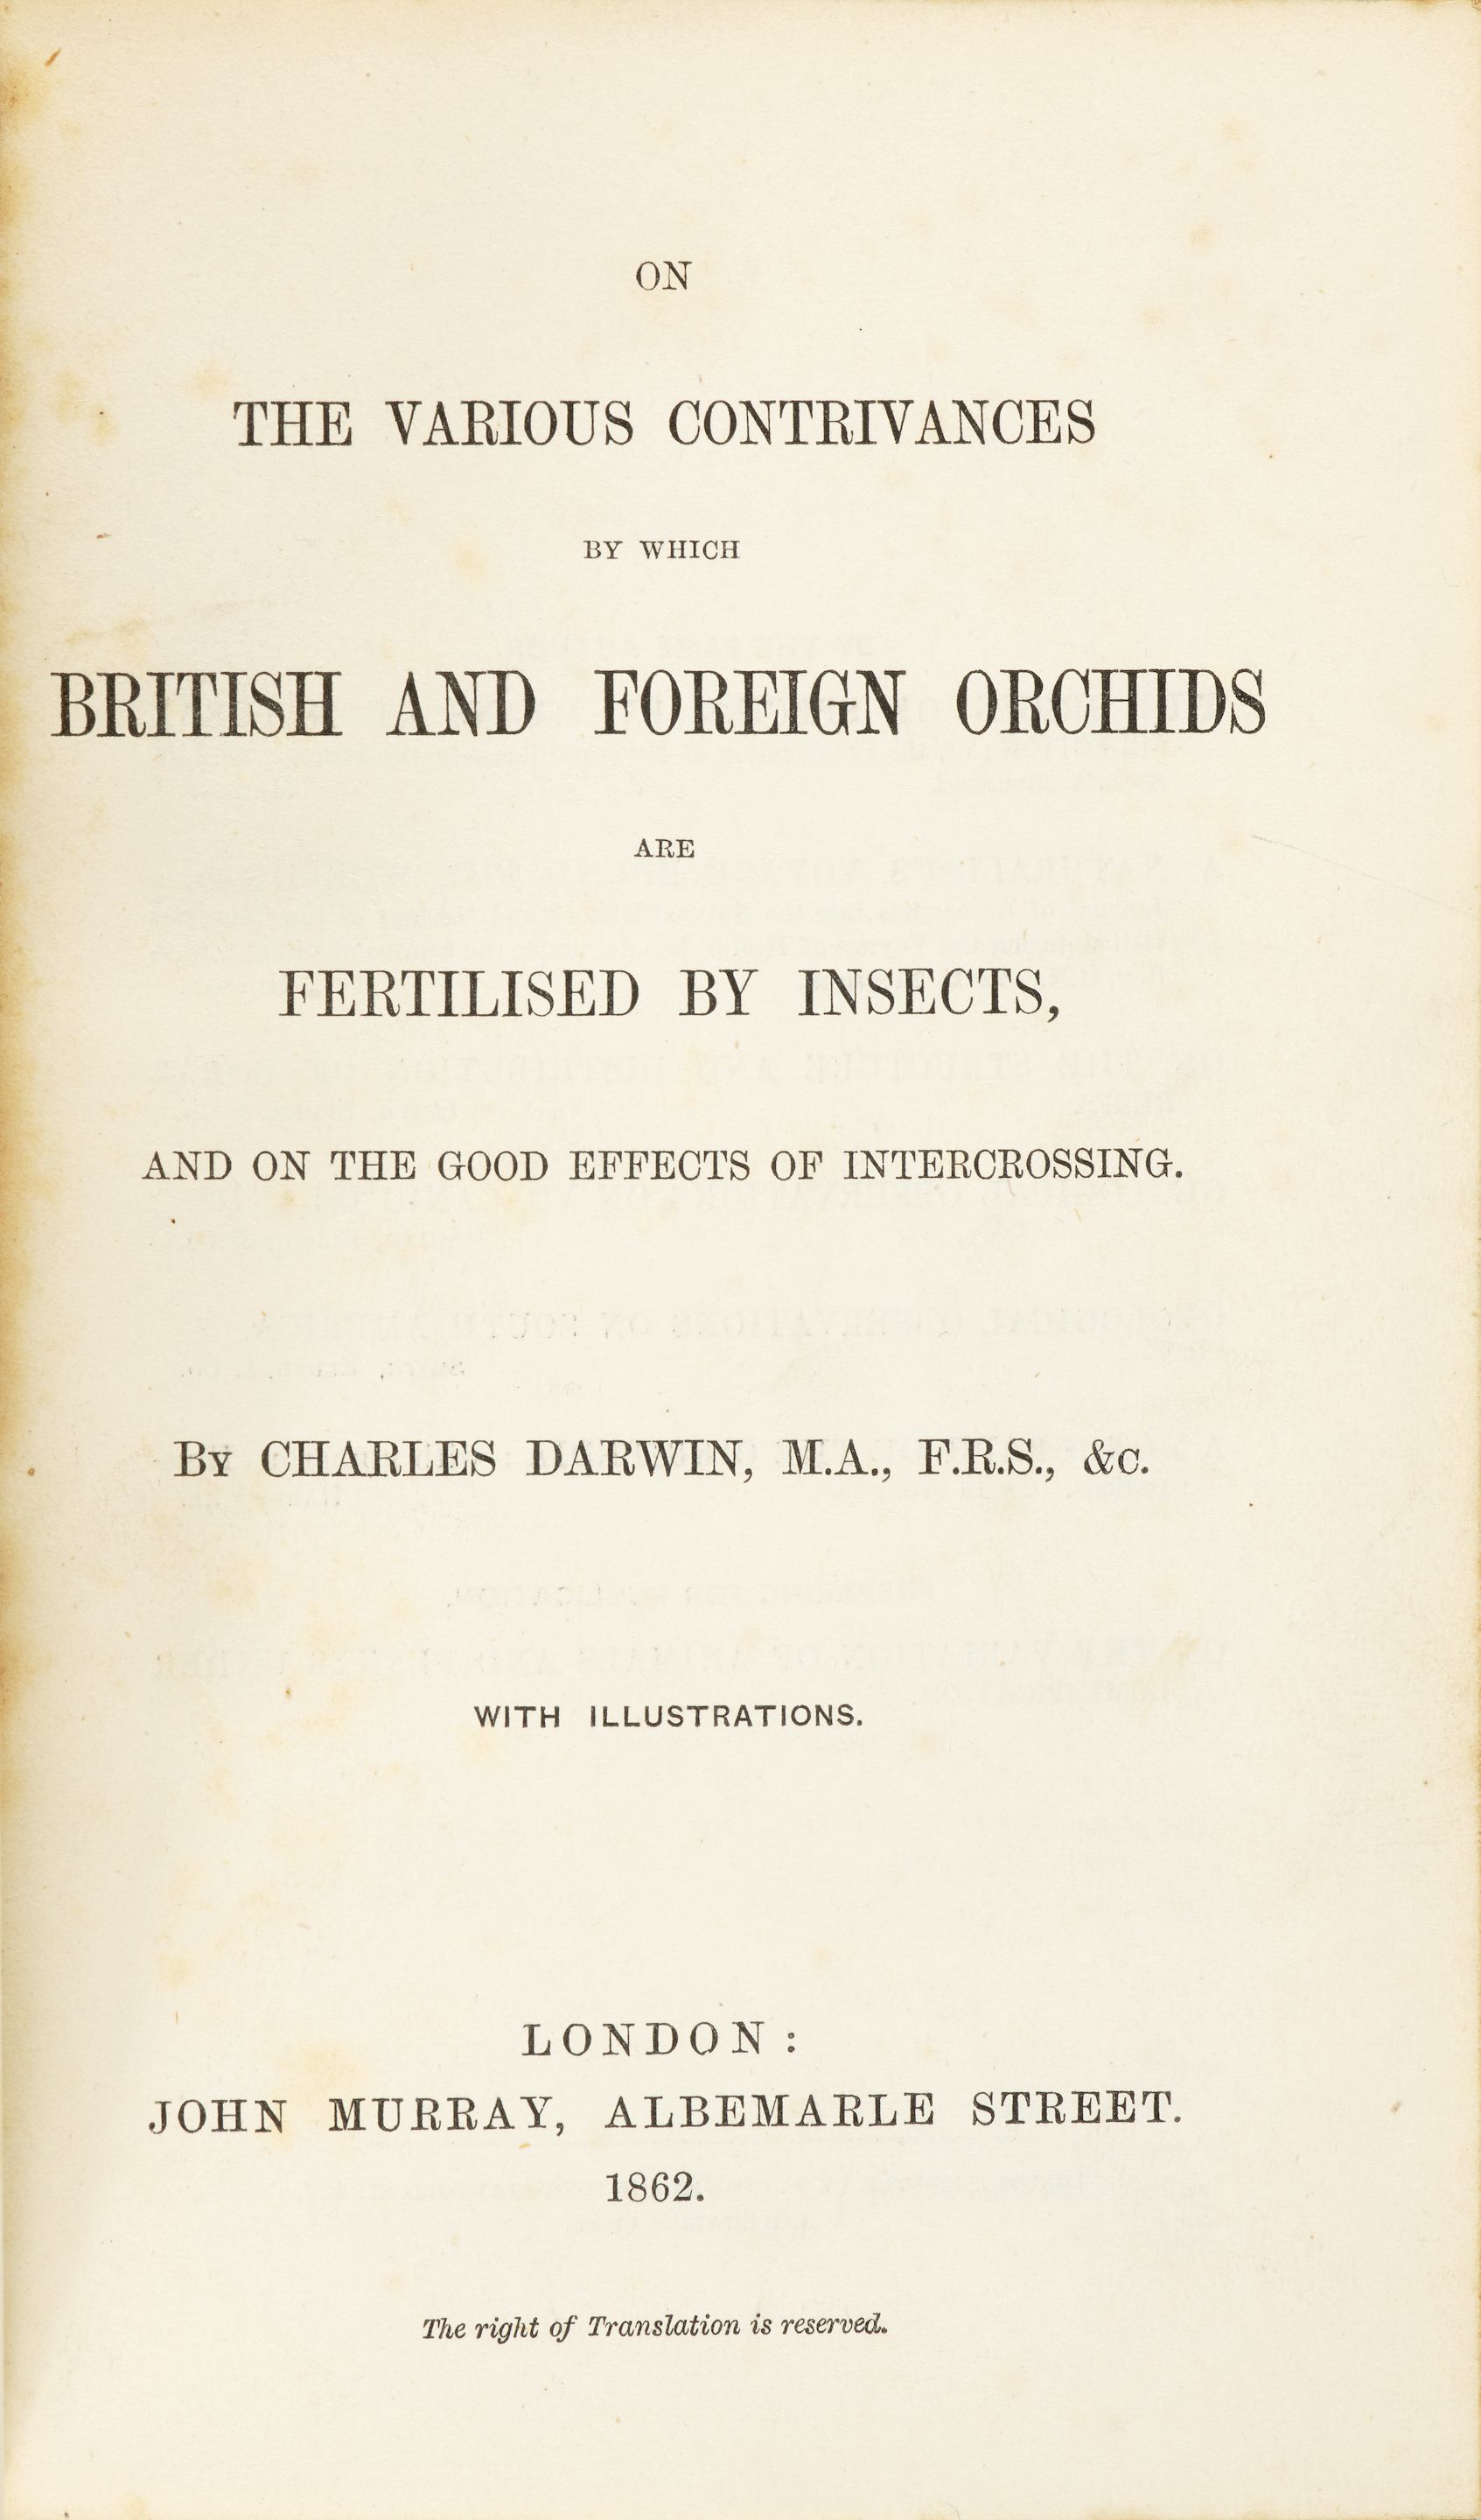 ON
THE VARIOUS CONTRIVANCES
BY WHICH
BRITISH AND FOREIGN ORCHIDS
ARE
FERTILISED BY INSECTS,
AND ON THE GOOD EFFECTS OF INTERCROSSING.
BY CHARLES DARWIN, M.A., F.R.S., &c.
WITH ILLUSTRATIONS.
LONDON:
JOHN MURRAY, ALBEMARLE STREET.
1862.
The right of Translation is reserved.